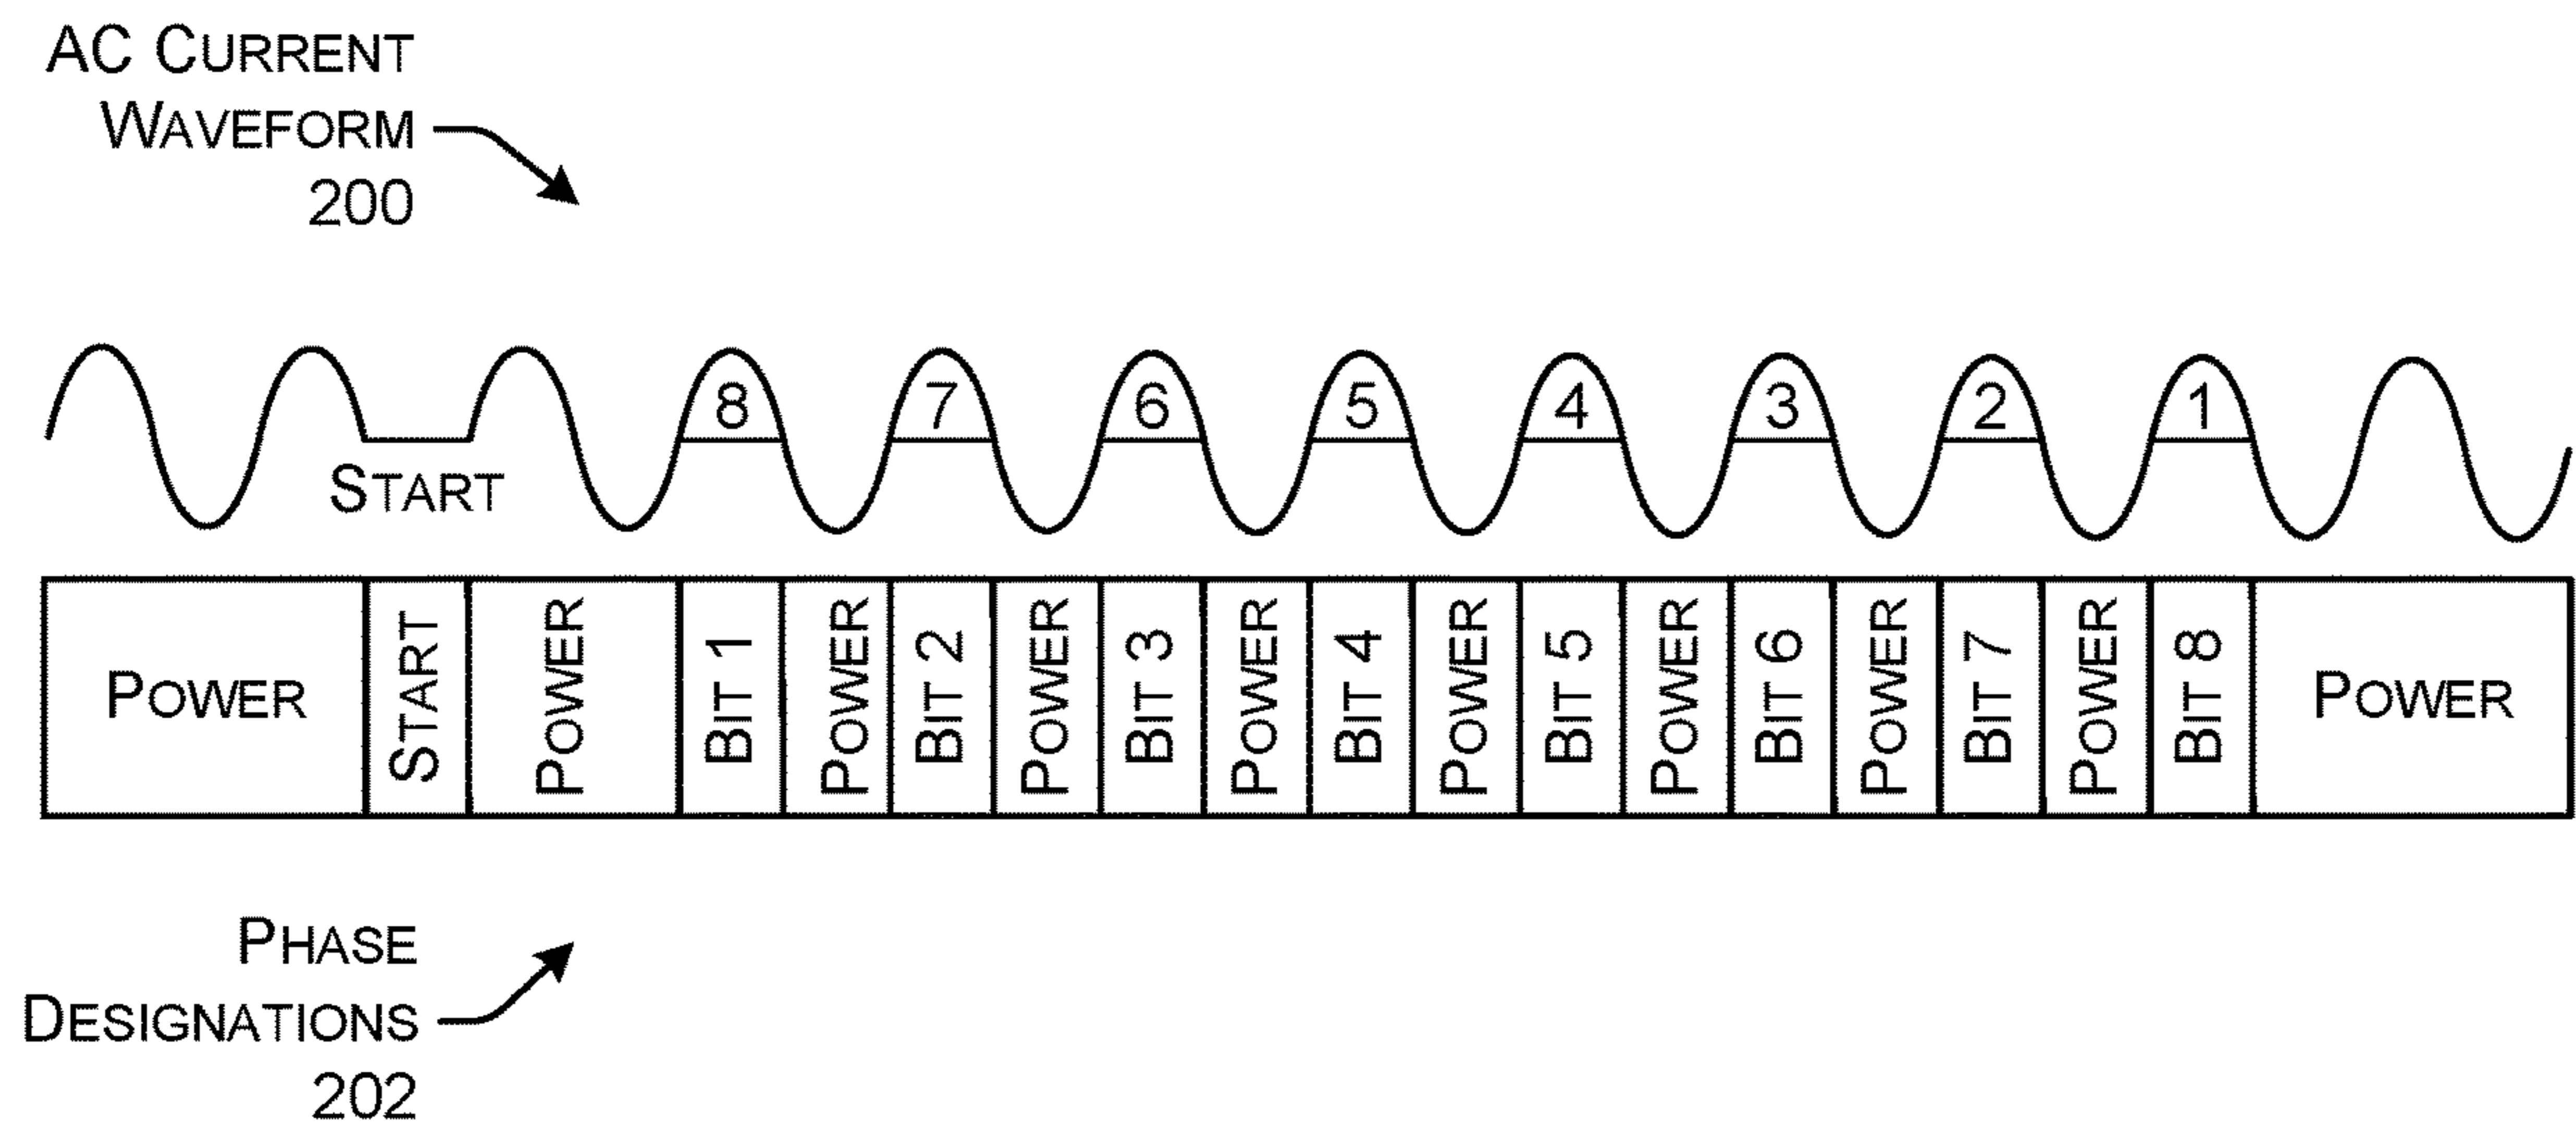 AC CURRENT
WAVEFORM
200
8 7 6 5 4 3 2 1
START
POWER START POWER BIT 1 POWER BIT 2 POWER BIT 3 POWER BIT 4 POWER BIT 5 POWER BIT 6 POWER BIT 7 POWER BIT 8 POWER
PHASE
DESIGNATIONS
202